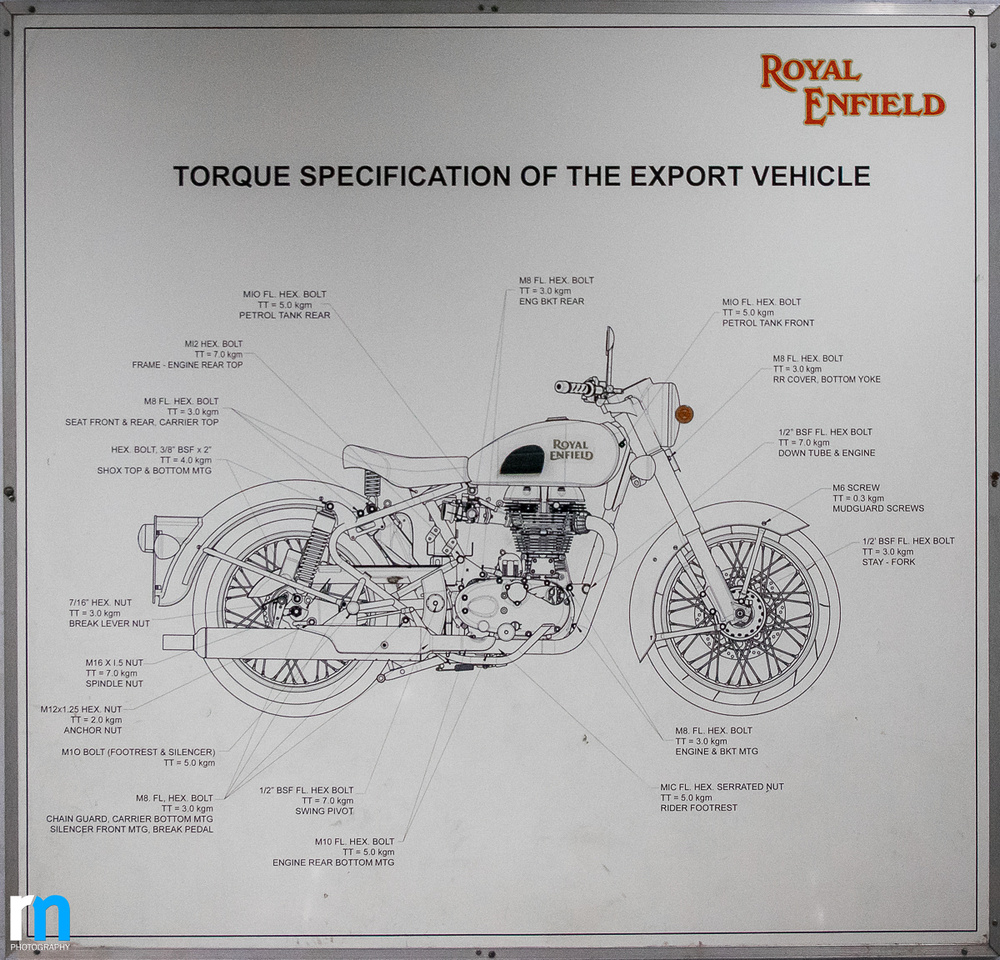 ROYAL
ENFIELD
TORQUE SPECIFICATION OF THE EXPORT VEHICLE
MIO FL. HEX. BOLT
TT = 5.0 kgm
PETROL TANK REAR
M8 FL. HEX. BOLT
TT = 3.0 kgm
ENG BKT REAR
MIO FL. HEX. BOLT
TT = 5.0 kgm
PETROL TANK FRONT
MI2 HEX. BOLT
TT = 7.0 kgm
FRAME - ENGINE REAR TOP
M8 FL. HEX. BOLT
TT = 3.0 kgm
RR COVER, BOTTOM YOKE
M8 FL. HEX. BOLT
TT = 3.0 kgm
SEAT FRONT & REAR, CARRIER TOP
1/2" BSF FL. HEX BOLT
TT = 7.0 kgm
DOWN TUBE & ENGINE
HEX. BOLT, 3/8" BSF x 2"
TT = 4.0 kgm
SHOX TOP & BOTTOM MTG
ROYAL
ENFIELD
M6 SCREW
TT = 0.3 kgm
MUDGUARD SCREWS
1/2' BSF FL. HEX BOLT
TT = 3.0 kgm
STAY - FORK
7/16" HEX. NUT
TT = 3.0 kgm
BREAK LEVER NUT
M16 X I.5 NUT
TT = 7.0 kgm
SPINDLE NUT
M12x1.25 HEX. NUT
TT = 2.0 kgm
ANCHOR NUT
M1O BOLT (FOOTREST & SILENCER)
TT = 5.0 kgm
M8. FL. HEX. BOLT
TT = 3.0 kgm
ENGINE & BKT MTG
M8. FL, HEX. BOLT
TT = 3.0 kgm
CHAIN GUARD, CARRIER BOTTOM MTG
SILENCER FRONT MTG, BREAK PEDAL
1/2" BSF FL. HEX BOLT
TT = 7.0 kgm
SWING PIVOT
MIC FL. HEX. SERRATED NUT
TT = 5.0 kgm
RIDER FOOTREST
M10 FL. HEX. BOLT
TT = 5.0 kgm
ENGINE REAR BOTTOM MTG
rn
PHOTOGRAPHY